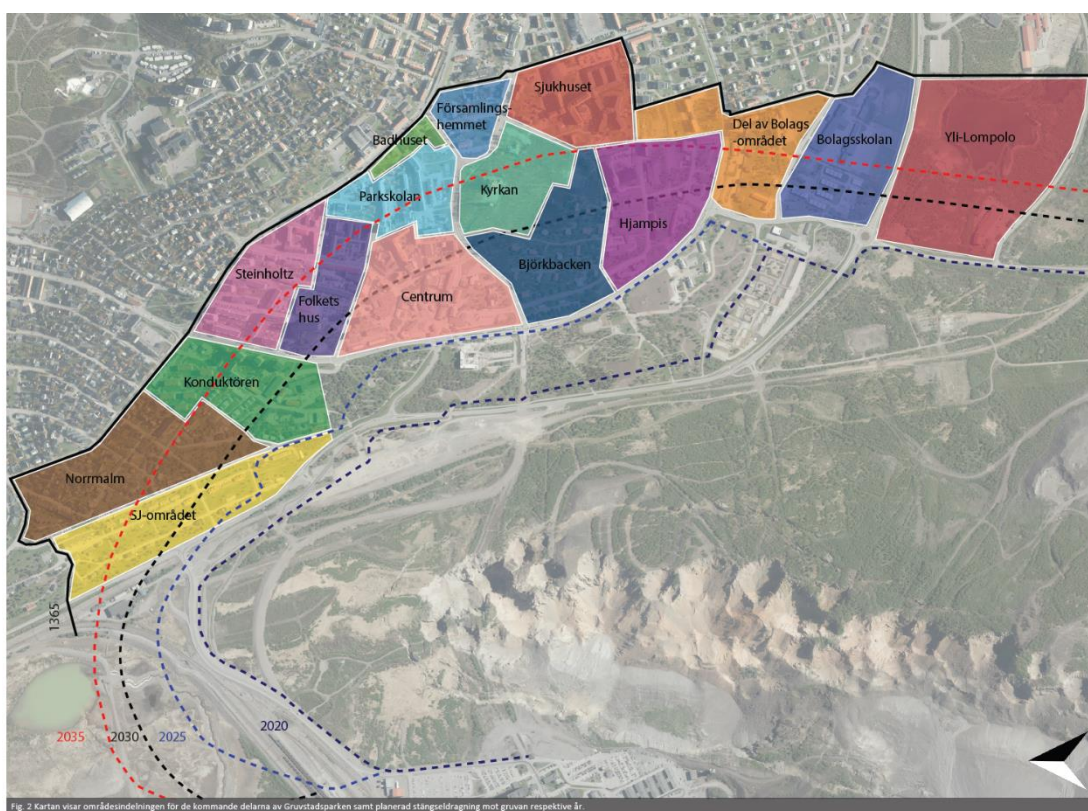 Sjukhuset
Församlings-
hemmet
Badhuset
Del av Bolags
-området
Bolagsskolan
Yli-Lompolo
Parkskolan
Kyrkan
Hjampis
Steinholtz
Folkets
hus
Centrum
Björkbacken
Konduktören
Norrmalm
SJ-området
1365
2035
2030
2025
2020
Fig. 2 Kartan visar områdesindelningen för de kommande delarna av Gruvstadsparken samt planerad stängseldragning mot gruvan respektive år.